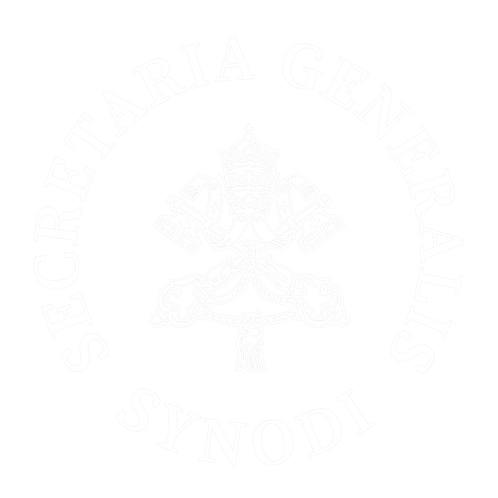 SECRETARIA GENERALIS
SYNODI